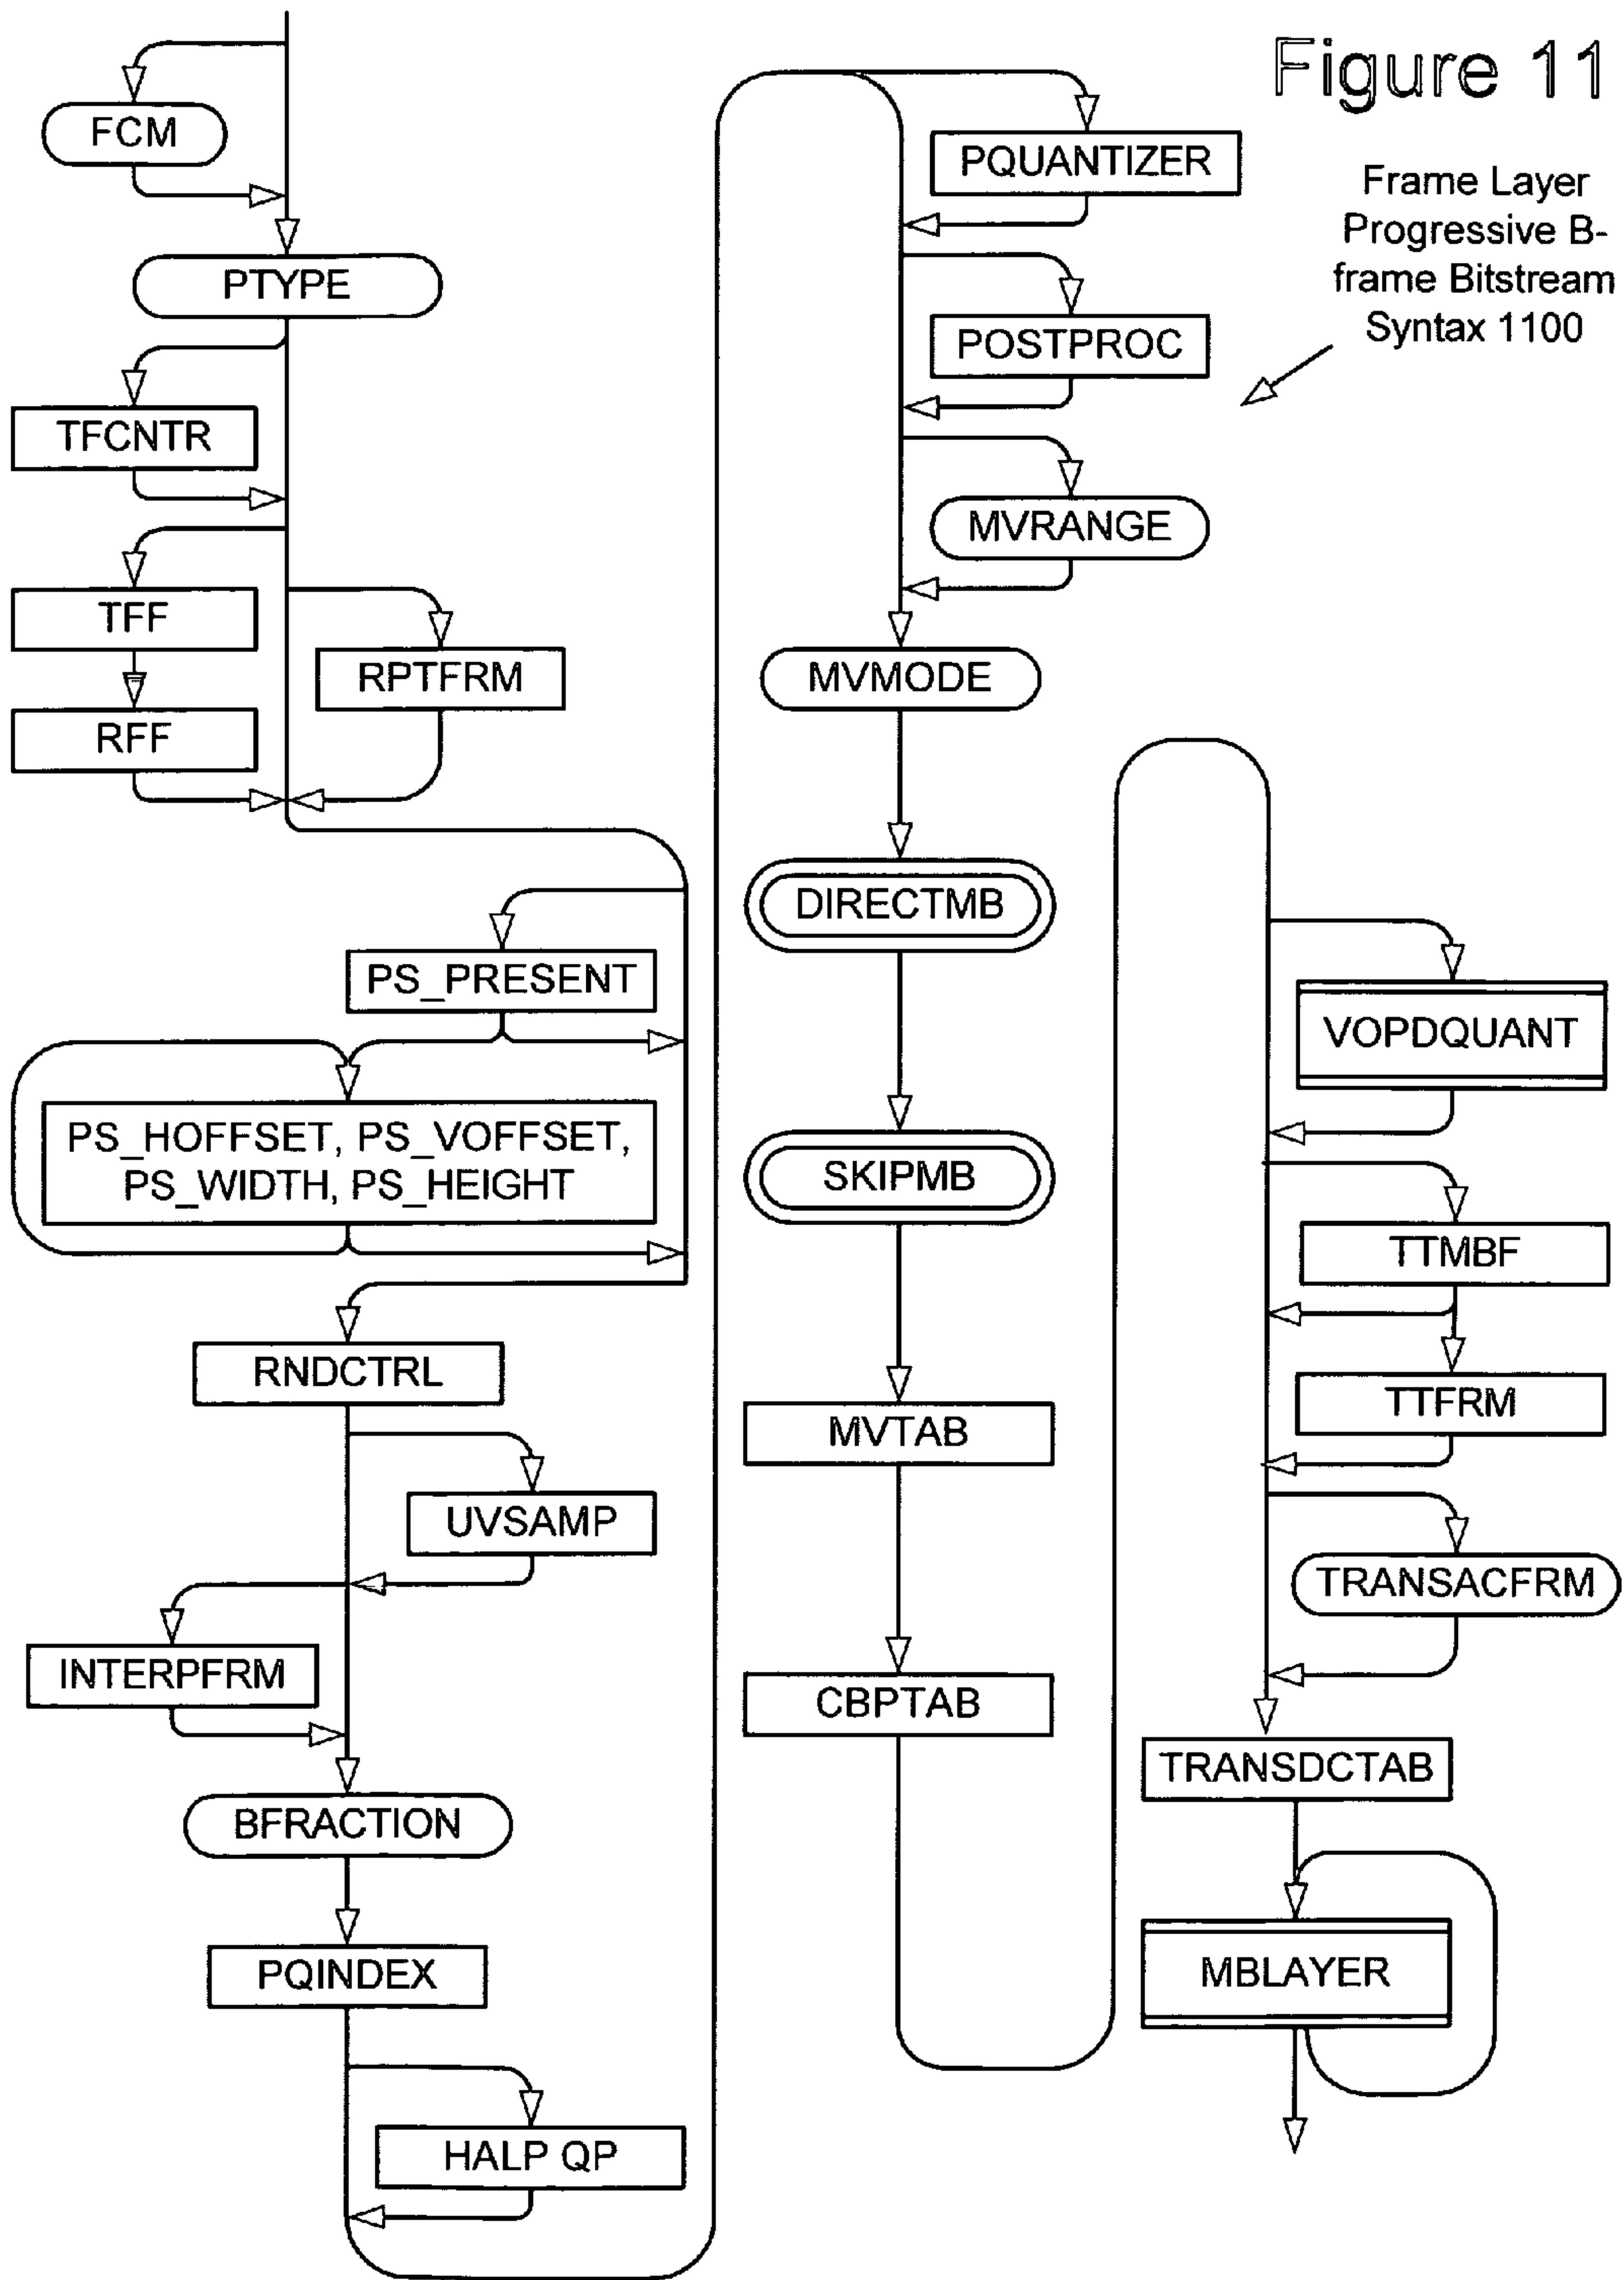 Figure 11
Frame Layer
Progressive B-
frame Bitstream
Syntax 1100
FCM
PTYPE
TFCNTR
TFF
RPTFRM
RFF
PS_PRESENT
PS_HOFFSET, PS_VOFFSET,
PS_WIDTH, PS_HEIGHT
RNDCTRL
UVSAMP
INTERPFRM
BFRACTION
PQINDEX
HALP QP
PQUANTIZER
POSTPROC
MVRANGE
MVMODE
DIRECTMB
SKIPMB
MVTAB
CBPTAB
VOPDQUANT
TTMBF
TTFRM
TRANSACFRM
TRANSDCTAB
MBLAYER